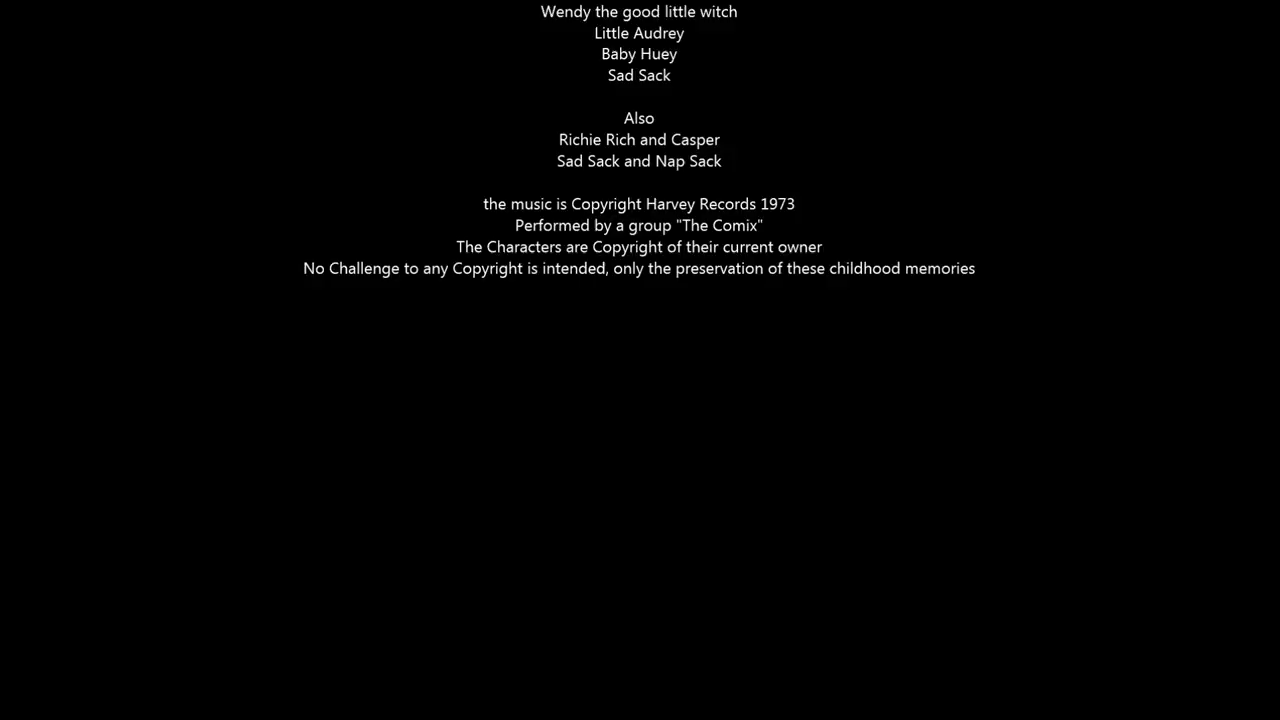 Wendy the good little witch
Little Audrey
Baby Huey
Sad Sack
Also
Richie Rich and Casper
Sad Sack and Nap Sack
the music is Copyright Harvey Records 1973
Performed by a group "The Comix"
The Characters are Copyright of their current owner
No Challenge to any Copyright is intended, only the preservation of these childhood memories